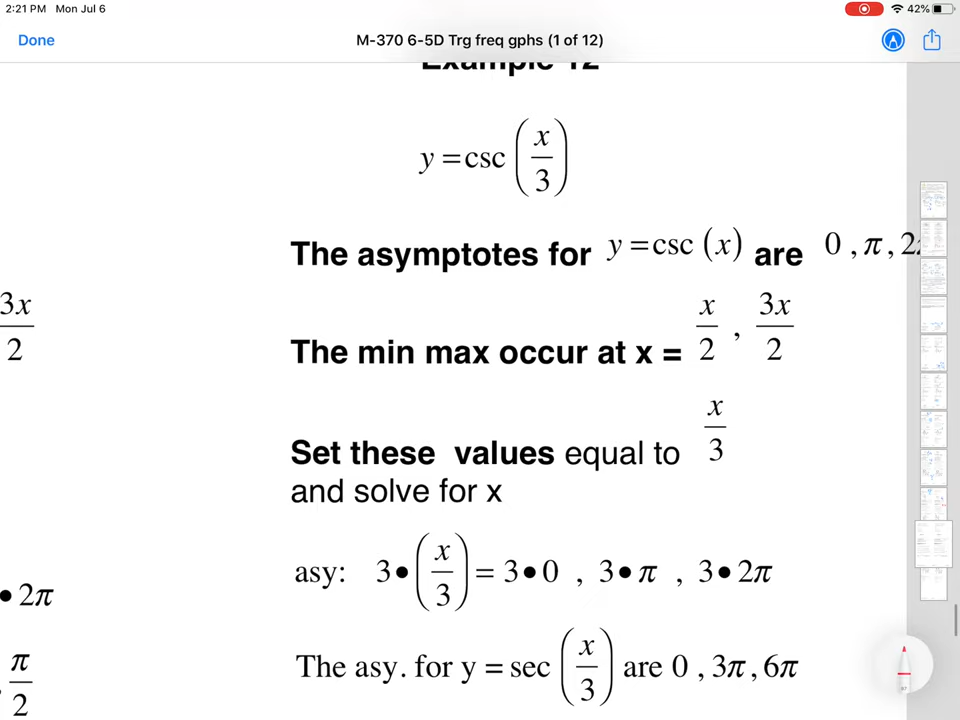 2:21 PM Mon Jul 6 42%
Done M-370 6-5D Trg freq gphs (1 of 12)
Example 12
y = csc (x/3)
The asymptotes for y = csc (x) are 0 , π , 2
3x/2
The min max occur at x = x/2 , 3x/2
Set these values equal to x/3
and solve for x
asy: 3• (x/3) = 3•0 , 3•π , 3•2π
• 2π
The asy. for y = sec (x/3) are 0 , 3π , 6π
π/2